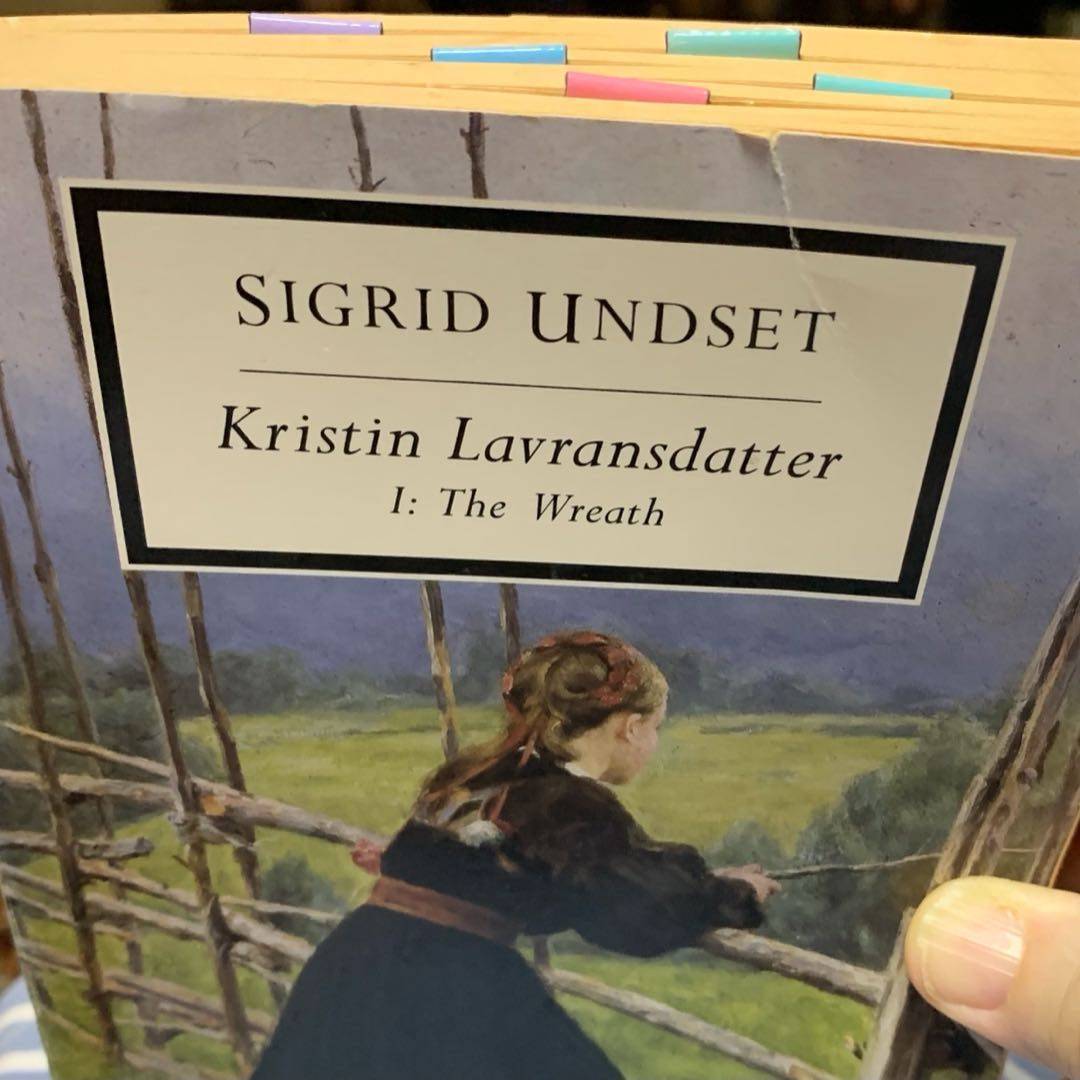 SIGRID UNDSET
Kristin Lavransdatter
I: The Wreath